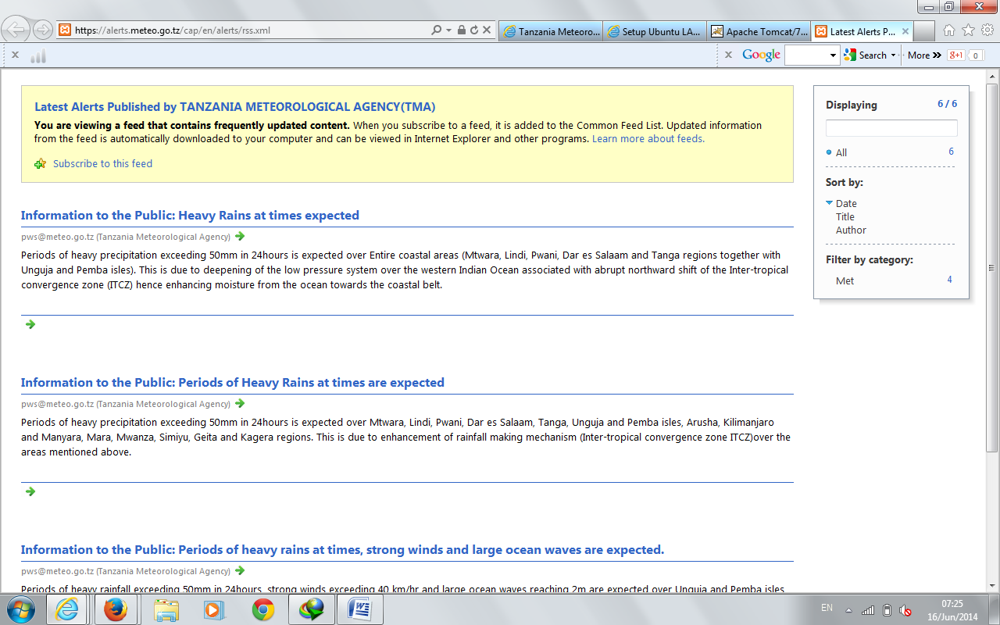 https://alerts.meteo.go.tz/cap/en/alerts/rss.xml
Tanzania Meteoro...
Setup Ubuntu LA...
Apache Tomcat/7...
Latest Alerts P...
Google
Search
More
g+1
0
Latest Alerts Published by TANZANIA METEOROLOGICAL AGENCY(TMA)
You are viewing a feed that contains frequently updated content. When you subscribe to a feed, it is added to the Common Feed List. Updated information
from the feed is automatically downloaded to your computer and can be viewed in Internet Explorer and other programs. Learn more about feeds.
Subscribe to this feed
Displaying 6 / 6
All 6
Sort by:
Date
Title
Author
Filter by category:
Met 4
Information to the Public: Heavy Rains at times expected
pws@meteo.go.tz (Tanzania Meteorological Agency)
Periods of heavy precipitation exceeding 50mm in 24hours is expected over Entire coastal areas (Mtwara, Lindi, Pwani, Dar es Salaam and Tanga regions together with
Unguja and Pemba isles). This is due to deepening of the low pressure system over the western Indian Ocean associated with abrupt northward shift of the Inter-tropical
convergence zone (ITCZ) hence enhancing moisture from the ocean towards the coastal belt.
Information to the Public: Periods of Heavy Rains at times are expected
pws@meteo.go.tz (Tanzania Meteorological Agency)
Periods of heavy precipitation exceeding 50mm in 24hours is expected over Mtwara, Lindi, Pwani, Dar es Salaam, Tanga, Unguja and Pemba isles, Arusha, Kilimanjaro
and Manyara, Mara, Mwanza, Simiyu, Geita and Kagera regions. This is due to enhancement of rainfall making mechanism (Inter-tropical convergence zone ITCZ)over the
areas mentioned above.
Information to the Public: Periods of heavy rains at times, strong winds and large ocean waves are expected.
pws@meteo.go.tz (Tanzania Meteorological Agency)
Periods of heavy rainfall exceeding 50mm in 24hours, strong winds exceeding 40 km/hr and large ocean waves reaching 2m are expected over Unguja and Pemba isles
EN
07:25
16/Jun/2014